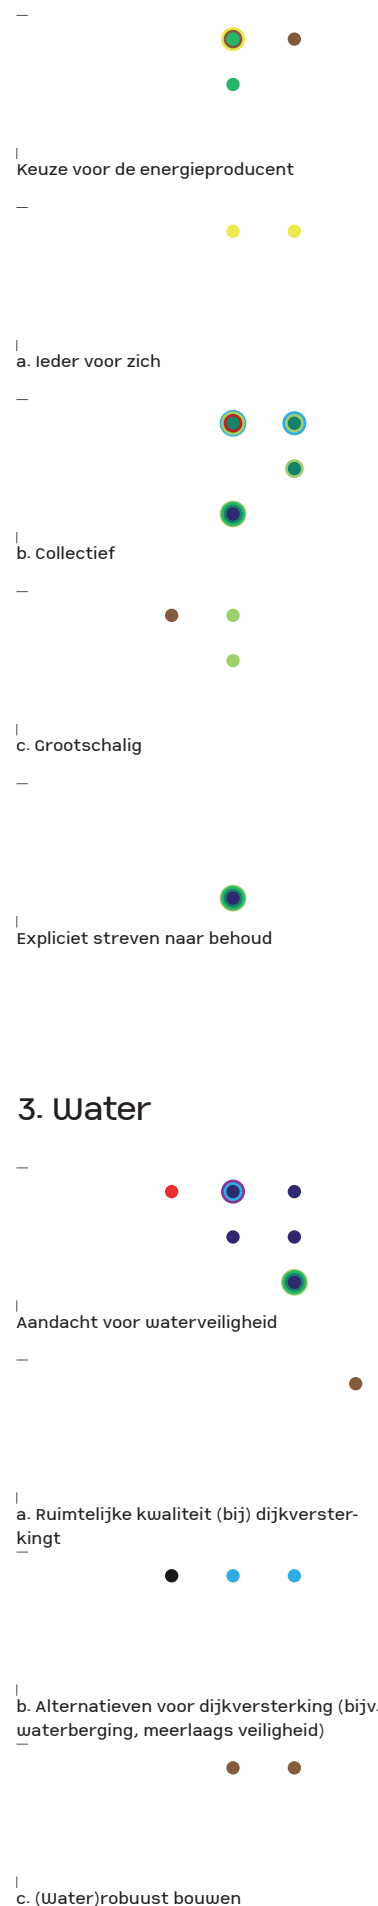 Keuze voor de energieproducent
a. Ieder voor zich
b. Collectief
c. Grootschalig
Expliciet streven naar behoud
3. Water
Aandacht voor waterveiligheid
a. Ruimtelijke kwaliteit (bij) dijkverster-
kingt
b. Alternatieven voor dijkversterking (bijv.
waterberging, meerlaags veiligheid)
c. (Water)robuust bouwen